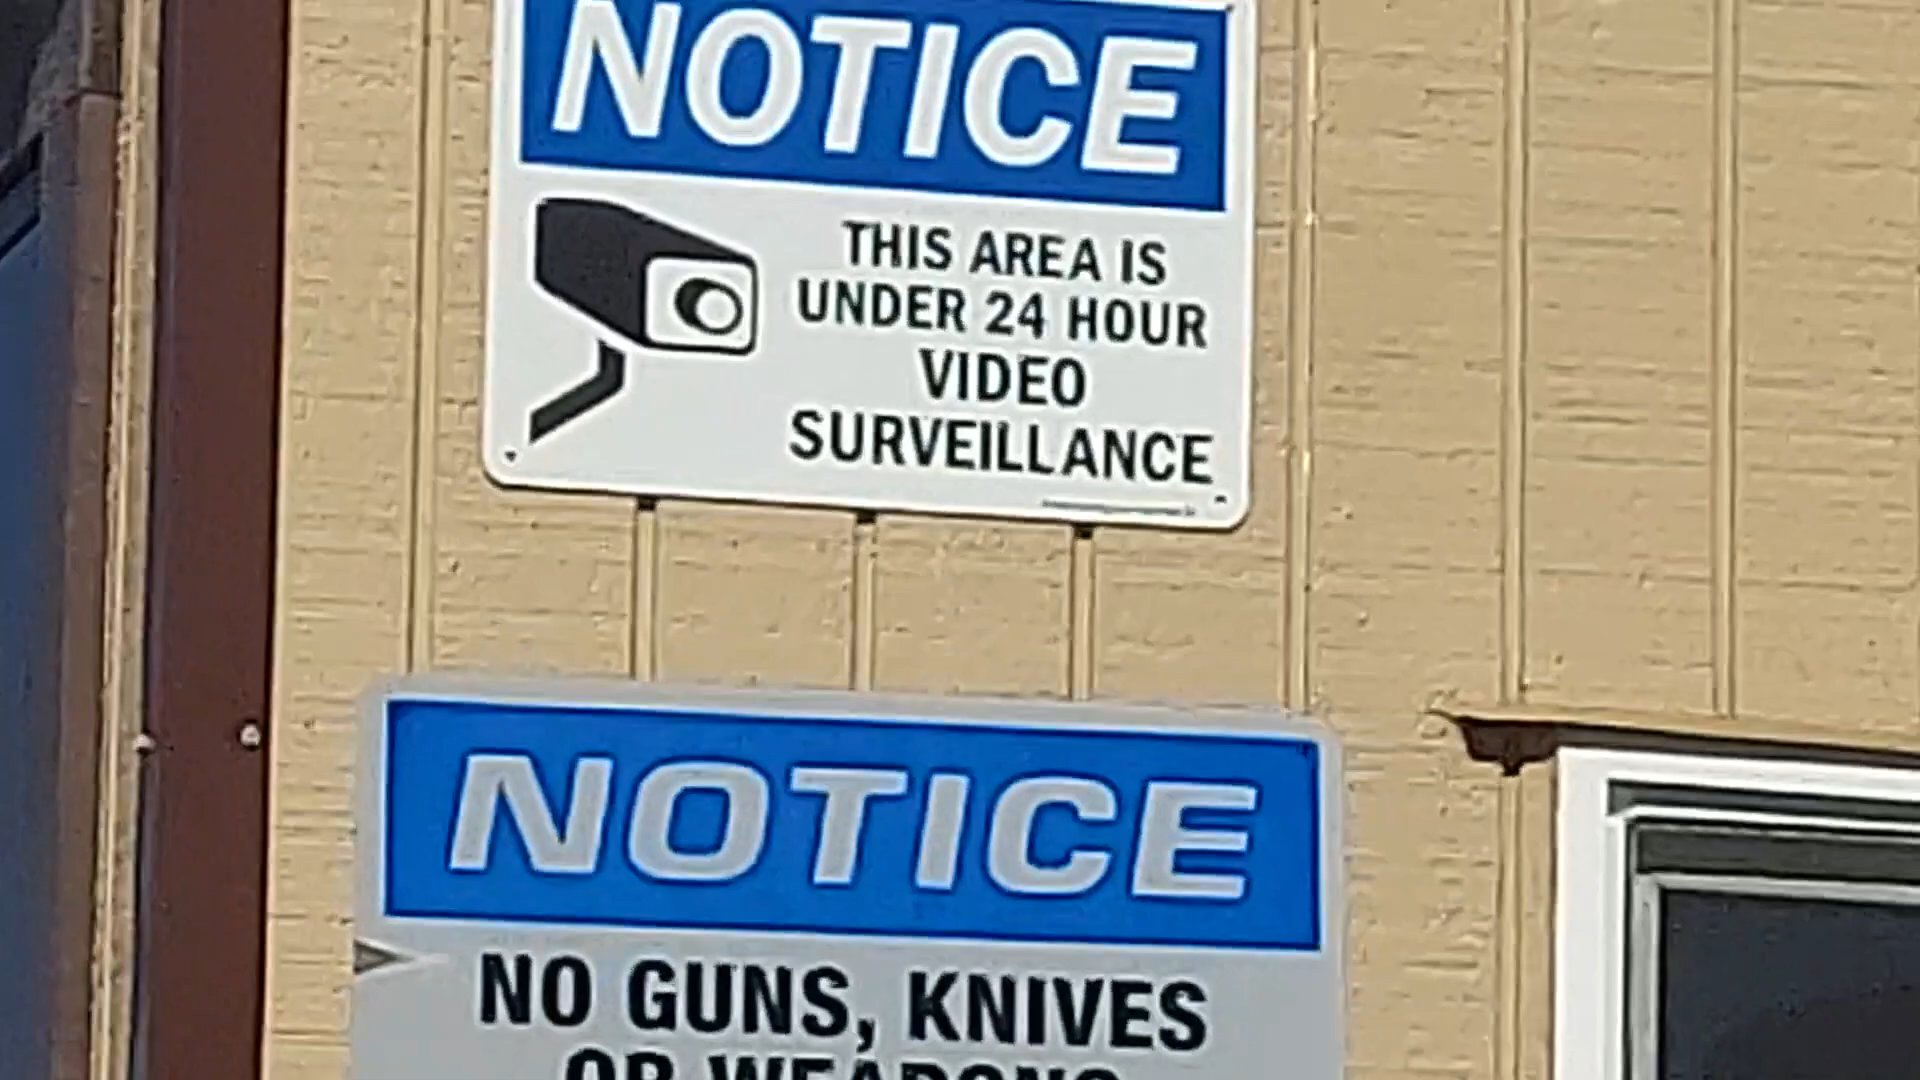 NOTICE
THIS AREA IS
UNDER 24 HOUR
VIDEO
SURVEILLANCE
NOTICE
NO GUNS, KNIVES
OR WEAPONS